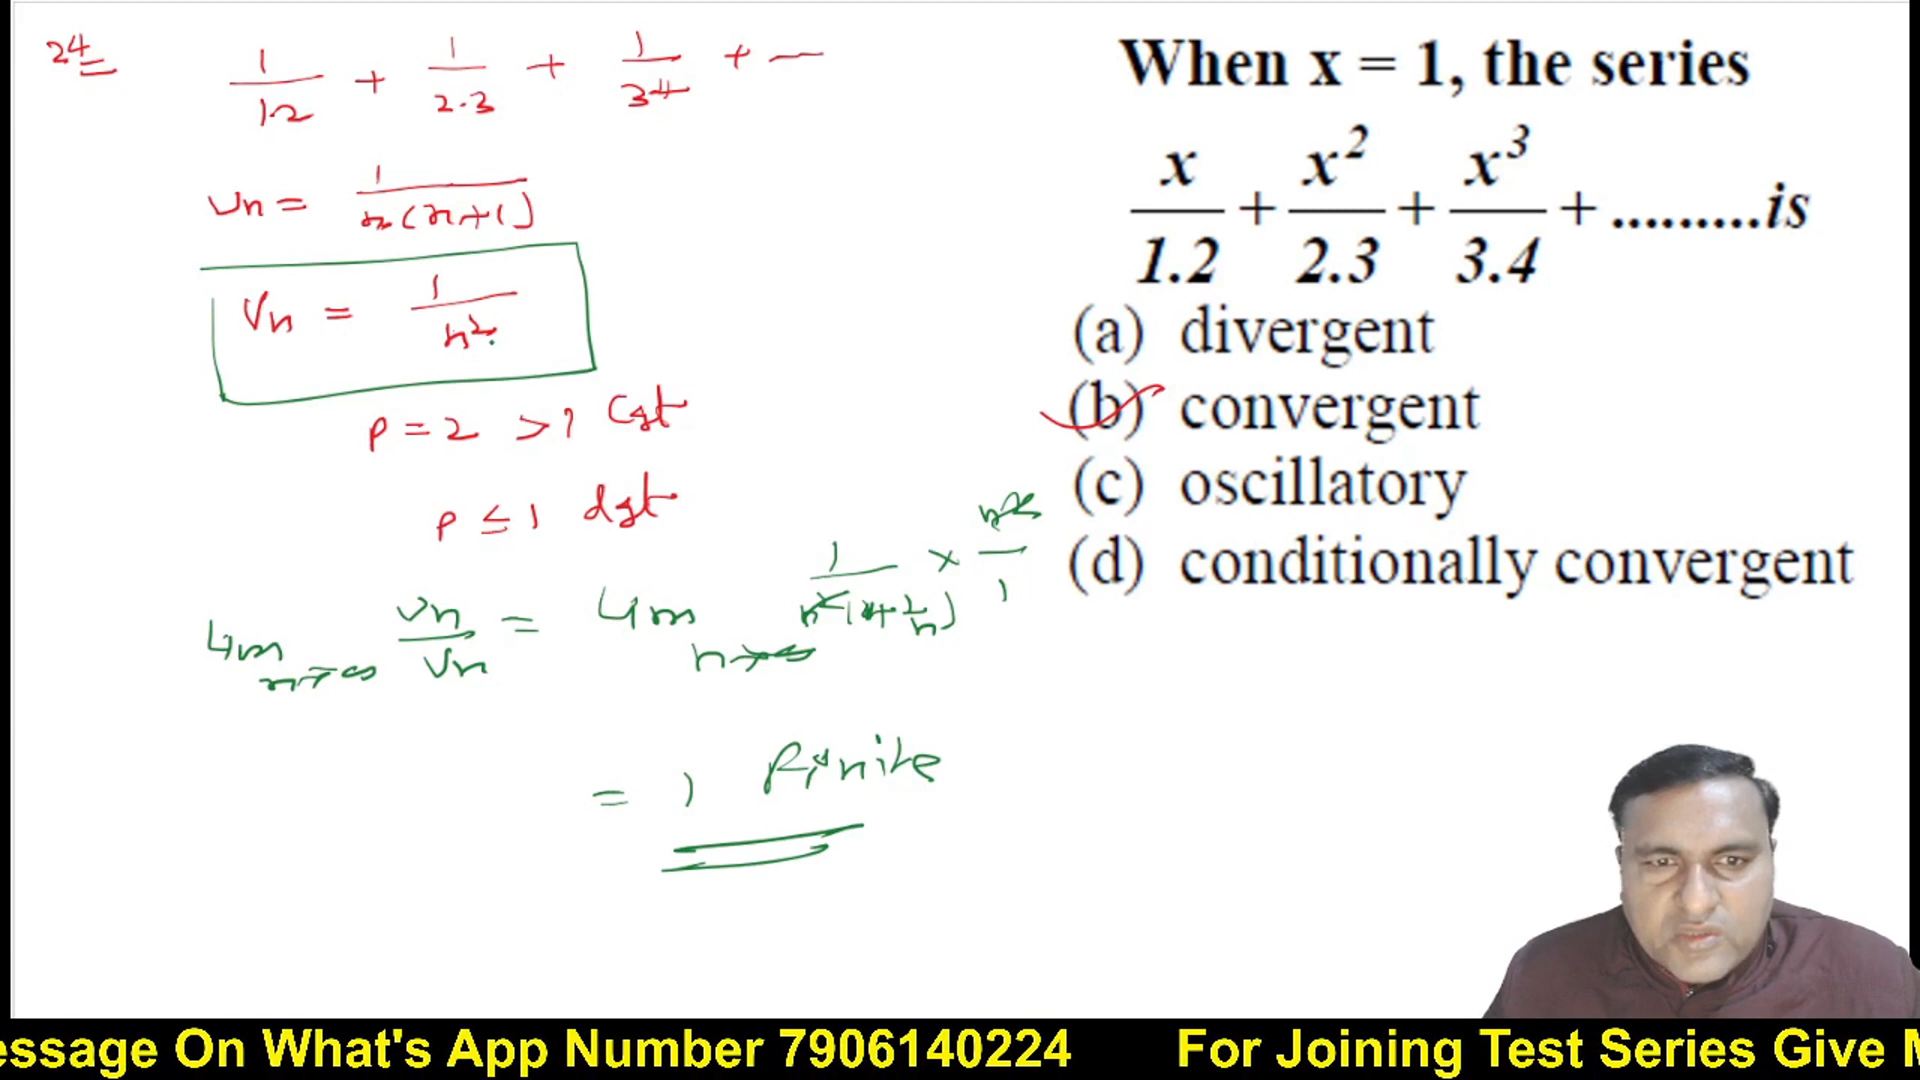 24
1/1.2 + 1/2.3 + 1/34 + —
Un = 1/n(n+1)
Vn = 1/n²
P = 2 > 1 Cgt
P ≤ 1 dgt
Lim n→∞ Un/Vn = Lim n→∞ 1/n²(1+1/n) × n²/1
= 1 finite
When x = 1, the series
x/1.2 + x²/2.3 + x³/3.4 + .........is
(a) divergent
(b) convergent
(c) oscillatory
(d) conditionally convergent
essage On What's App Number 7906140224 For Joining Test Series Give